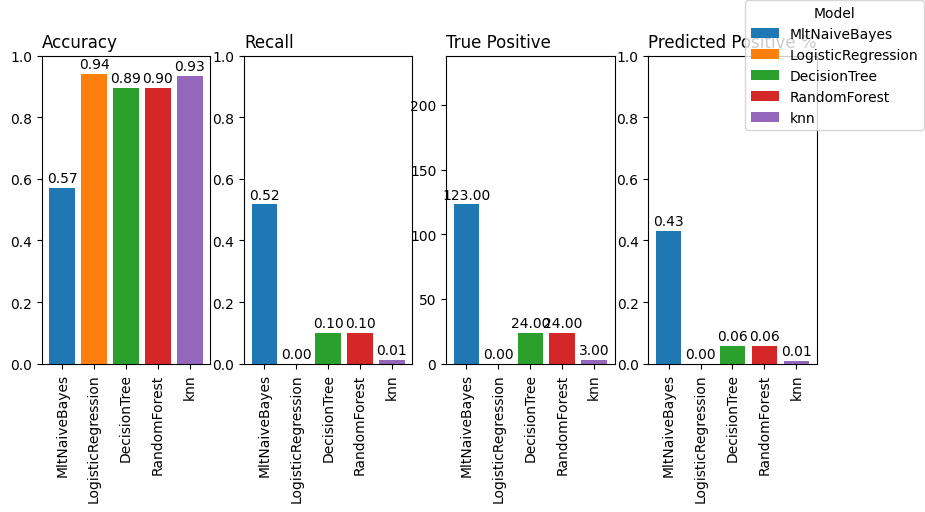 Accuracy
1.0
0.8
0.6
0.4
0.2
0.0
0.57
0.94
0.89
0.90
0.93
MltNaiveBayes
LogisticRegression
DecisionTree
RandomForest
knn
Recall
1.0
0.8
0.6
0.4
0.2
0.0
0.52
0.00
0.10
0.10
0.01
MltNaiveBayes
LogisticRegression
DecisionTree
RandomForest
knn
True Positive
200
150
100
50
0
123.00
0.00
24.00
24.00
3.00
MltNaiveBayes
LogisticRegression
DecisionTree
RandomForest
knn
Predicted Positive %
1.0
0.8
0.6
0.4
0.2
0.0
0.43
0.00
0.06
0.06
0.01
MltNaiveBayes
LogisticRegression
DecisionTree
RandomForest
knn
Model
MltNaiveBayes
LogisticRegression
DecisionTree
RandomForest
knn